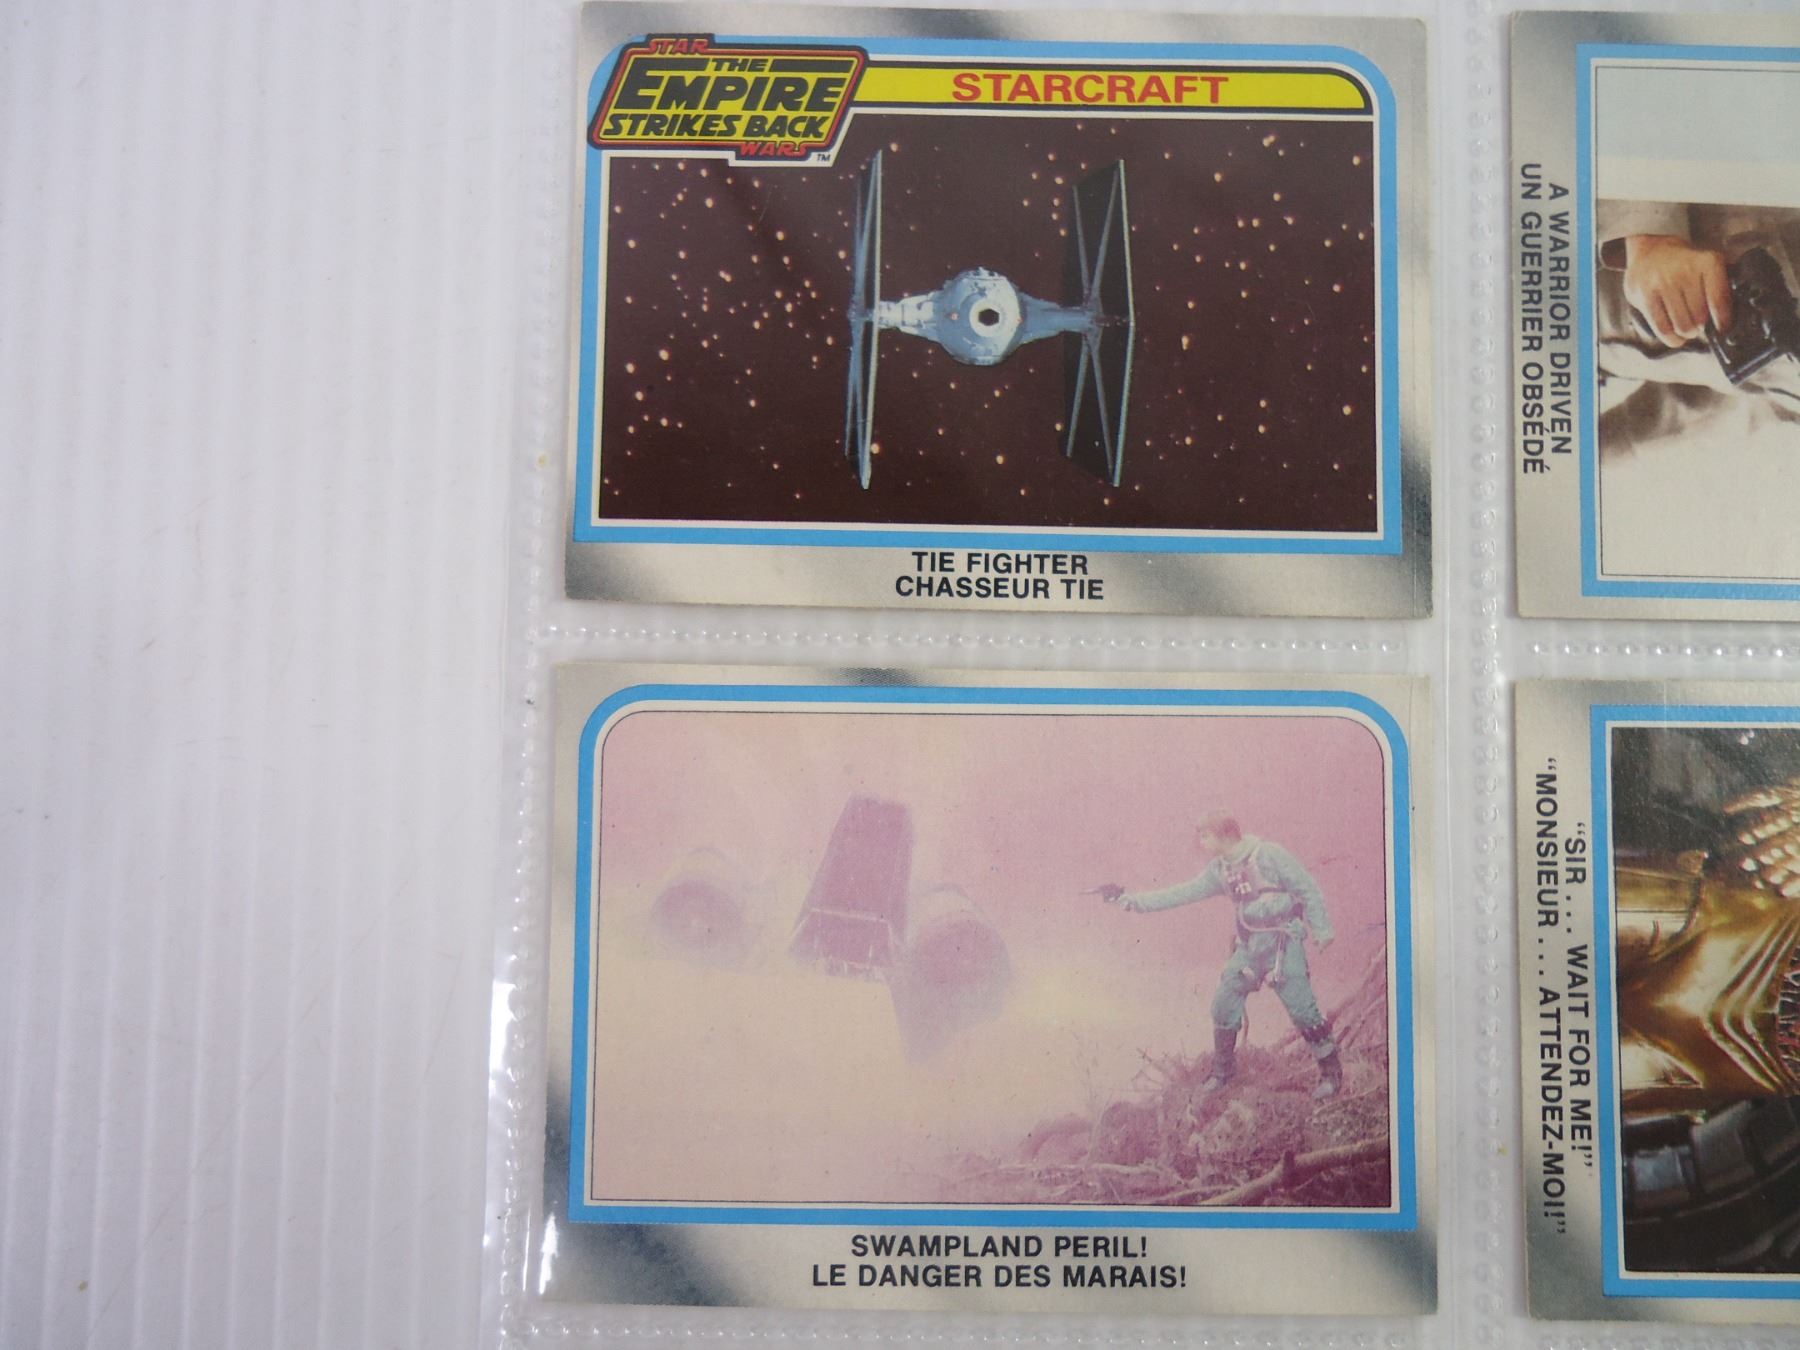 STAR
THE
EMPIRE
STRIKES BACK
WARS
TM
STARCRAFT
TIE FIGHTER
CHASSEUR TIE
A WARRIOR DRIVEN
UN GUERRIER OBSÉDÉ
SWAMPLAND PERIL!
LE DANGER DES MARAIS!
“SIR... WAIT FOR ME!”
“MONSIEUR... ATTENDEZ-MOI!”